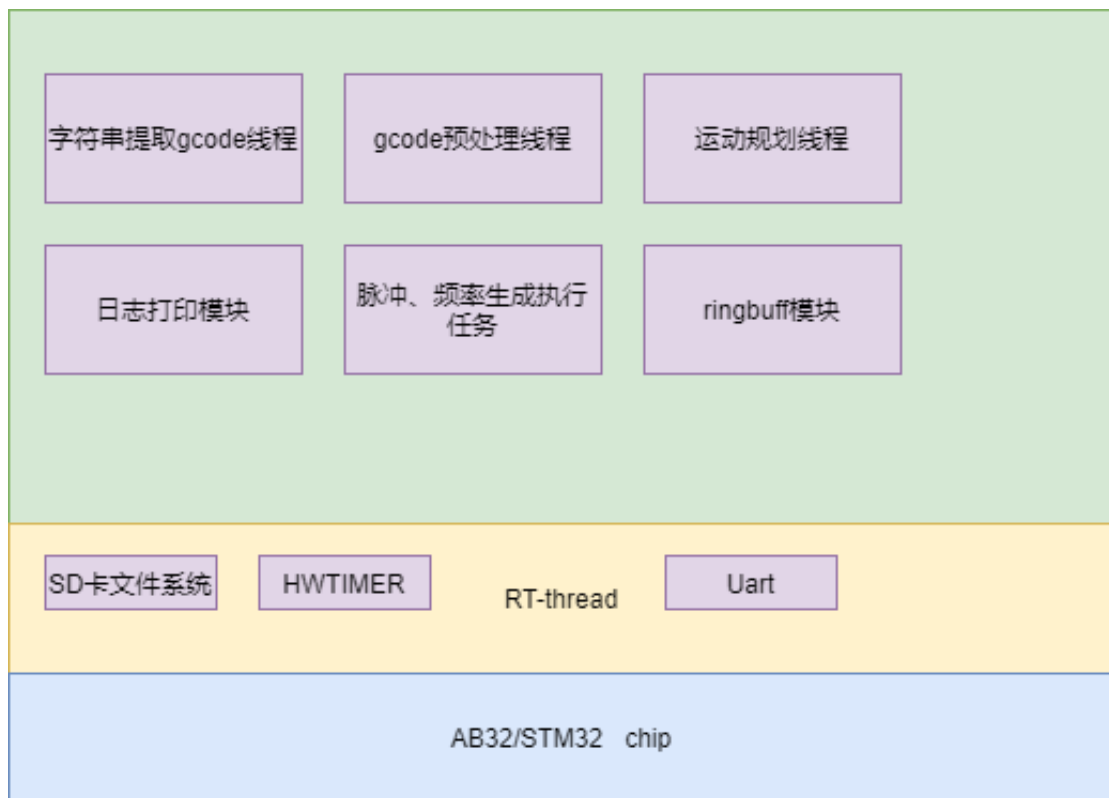 字符串提取gcode线程
gcode预处理线程
运动规划线程
日志打印模块
脉冲、频率生成执行
任务
ringbuff模块
SD卡文件系统
HWTIMER
RT-thread
Uart
AB32/STM32 chip